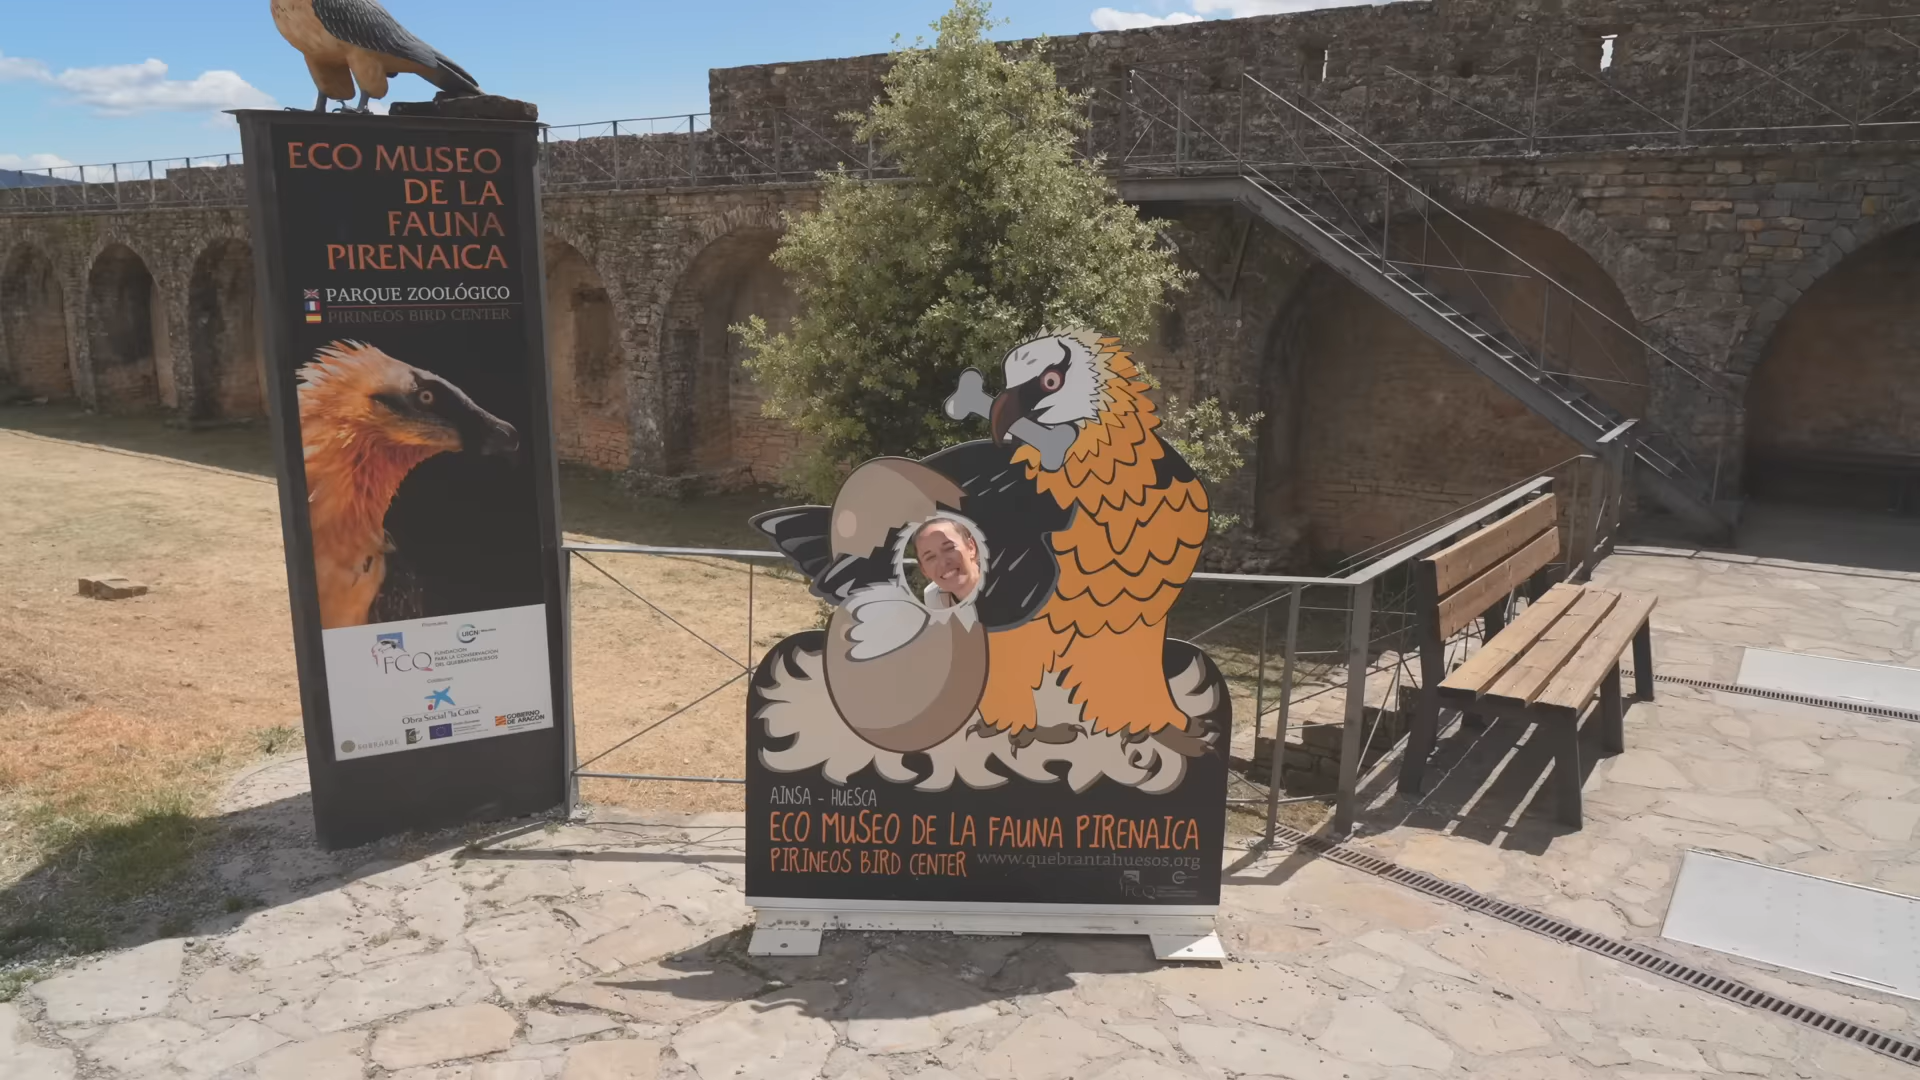 ECO MUSEO
DE LA
FAUNA
PIRENAICA
PARQUE ZOOLÓGICO
PIRINEOS BIRD CENTER
FCQ
FUNDACIÓN
PARA LA CONSERVACIÓN
DEL QUEBRANTAHUESOS
UICN
Obra Social "la Caixa"
GOBIERNO
DE ARAGÓN
SOBRARBE
AINSA - HUESCA
ECO MUSEO DE LA FAUNA PIRENAICA
PIRINEOS BIRD CENTER www.quebrantahuesos.org
FCQ